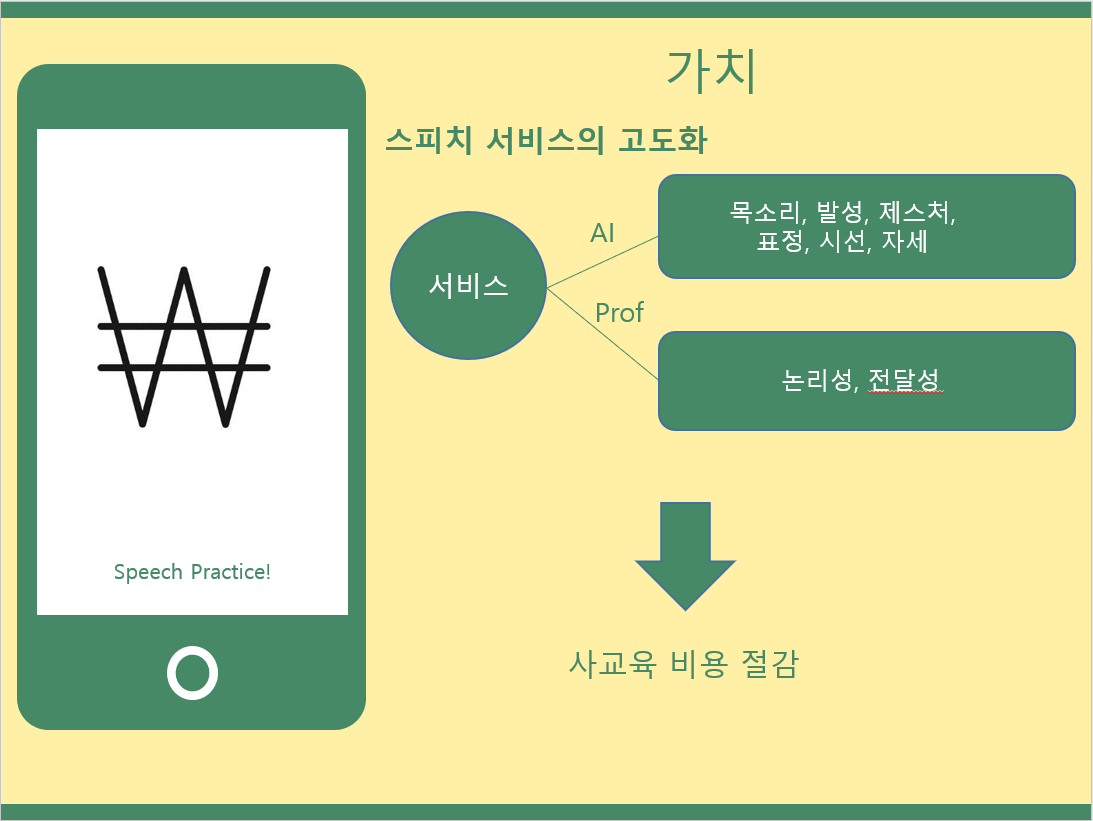 가치
스피치 서비스의 고도화
서비스
AI
목소리, 발성, 제스처,
표정, 시선, 자세
Prof
논리성, 전달성
₩
Speech Practice!
사교육 비용 절감